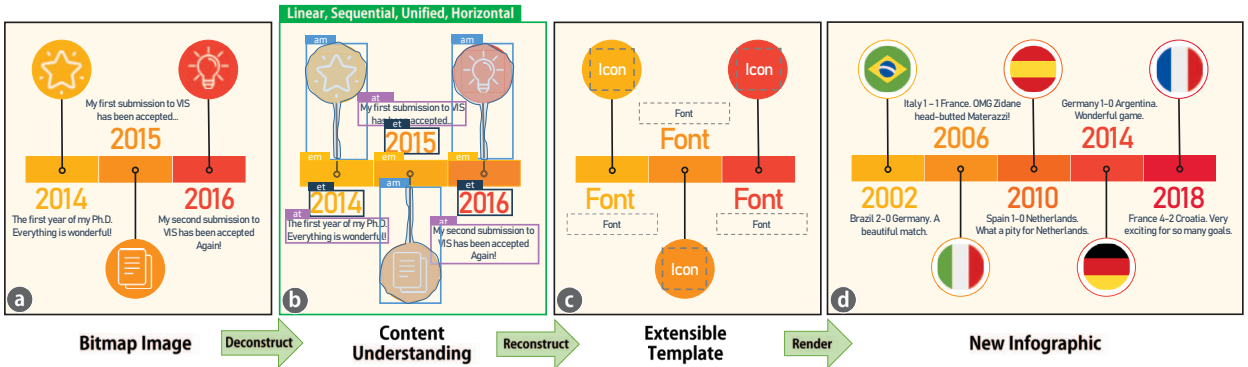 Linear, Sequential, Unified, Horizontal
My first submission to VIS
has been accepted...
2015
2014
The first year of my Ph.D.
Everything is wonderful!
2016
My second submission to
VIS has been accepted
Again!
a
am
am
at
My first submission to VIS
has been accepted...
et
2015
em
em
em
et
2014
at
The first year of my Ph.D.
Everything is wonderful!
am
et
2016
at
My second submission to
VIS has been accepted
Again!
b
Icon
Icon
Font
Font
Font
Font
Font
Font
Icon
c
Italy 1–1 France. OMG Zidane
head-butted Materazzi!
2006
Germany 1–0 Argentina.
Wonderful game.
2014
2002
Brazil 2–0 Germany. A
beautiful match.
2010
Spain 1–0 Netherlands.
What a pity for Netherlands.
2018
France 4–2 Croatia. Very
exciting for so many goals.
d
Bitmap Image
Deconstruct
Content
Understanding
Reconstruct
Extensible
Template
Render
New Infographic